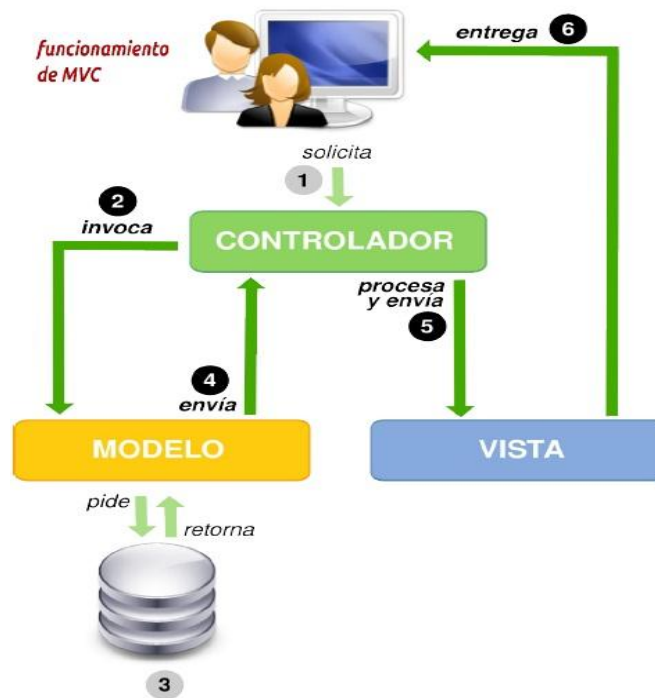 funcionamiento
de MVC
entrega 6
solicita
1
2
invoca
CONTROLADOR
procesa
y envía
5
4
envía
MODELO
VISTA
pide
retorna
3